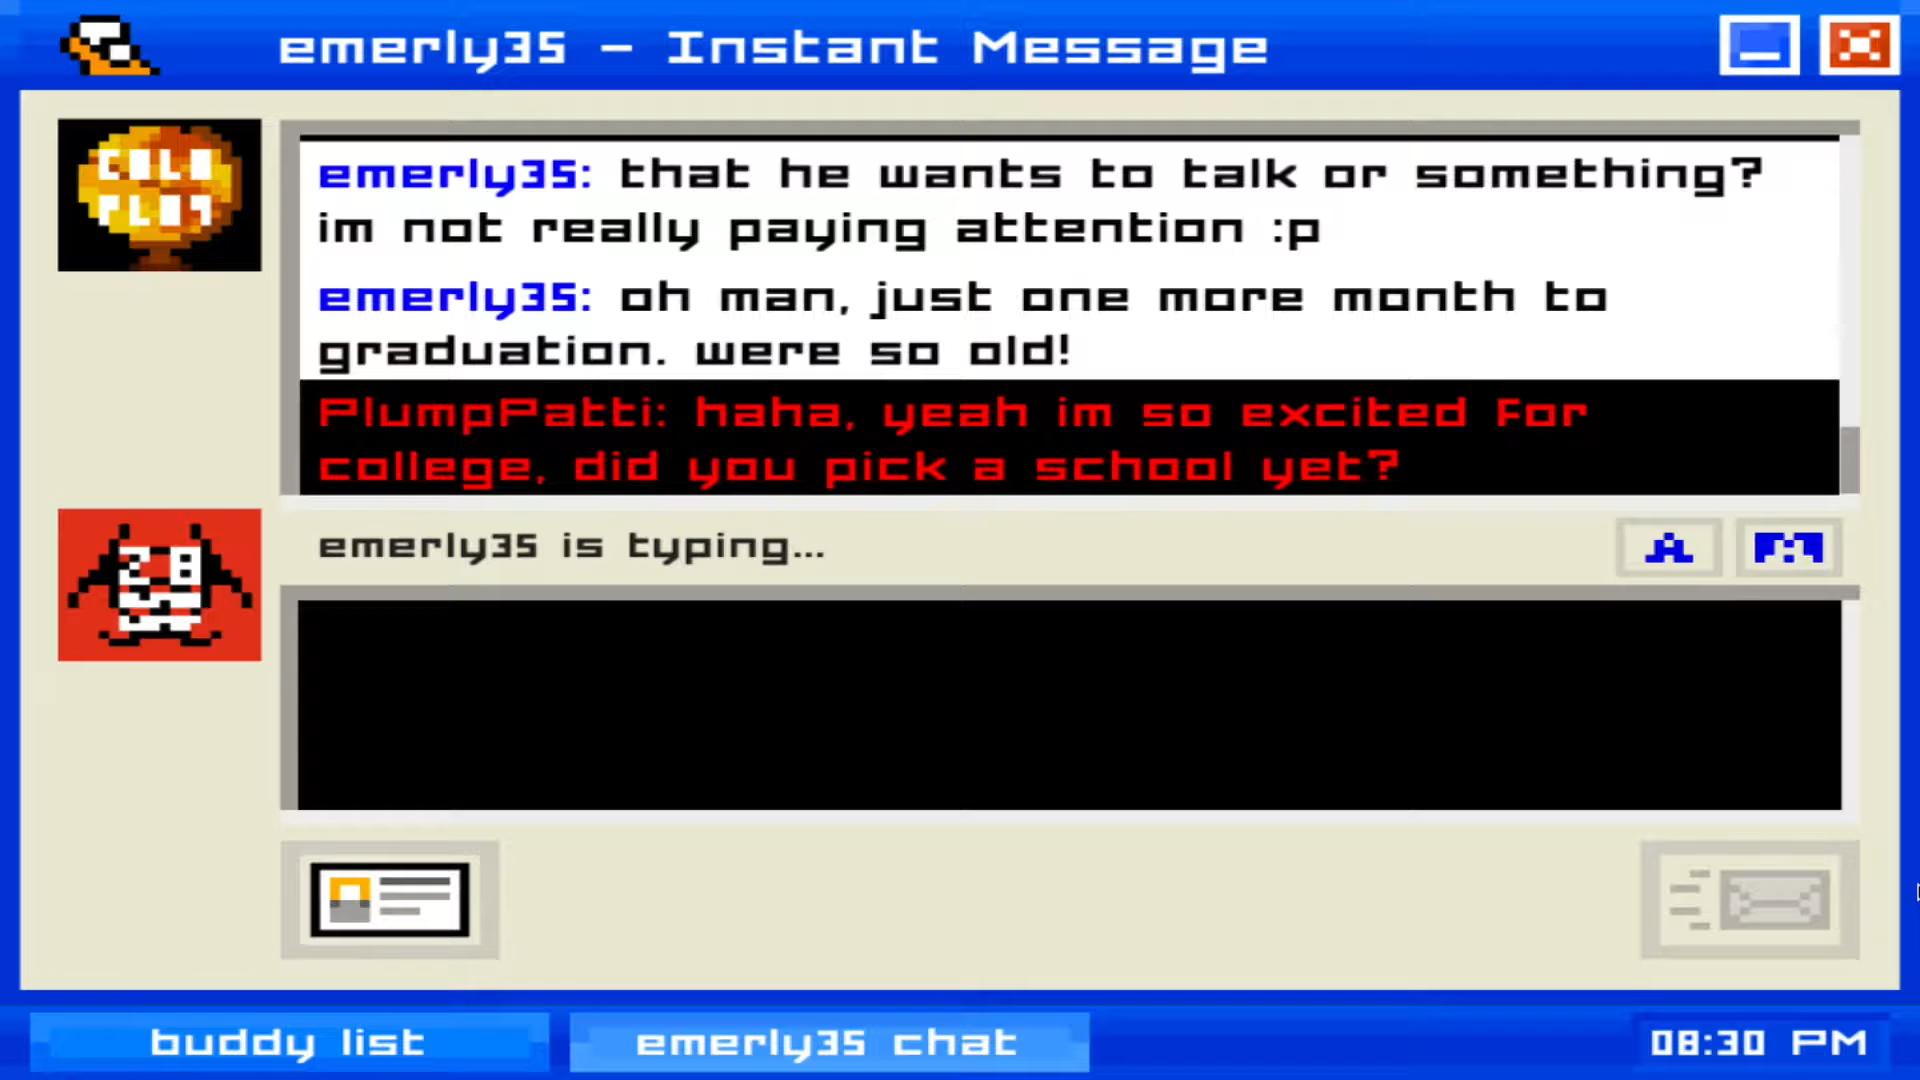 emerly35 - Instant Message
COLD
PLAY
emerly35: that he wants to talk or something?
im not really paying attention :p
emerly35: oh man, just one more month to
graduation. were so old!
PlumpPatti: haha, yeah im so excited for
college, did you pick a school yet?
emerly35 is typing...
A
buddy list
emerly35 chat
08:30 PM